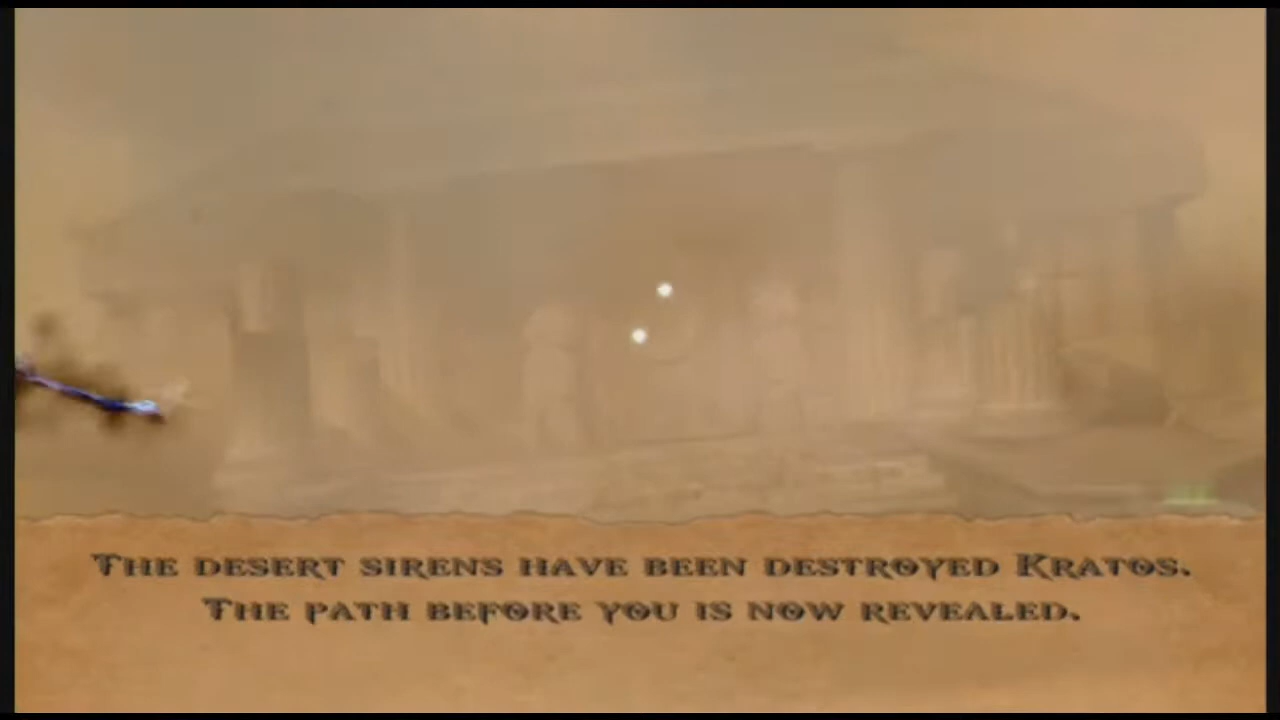 The desert sirens have been destroyed Kratos.
The path before you is now revealed.